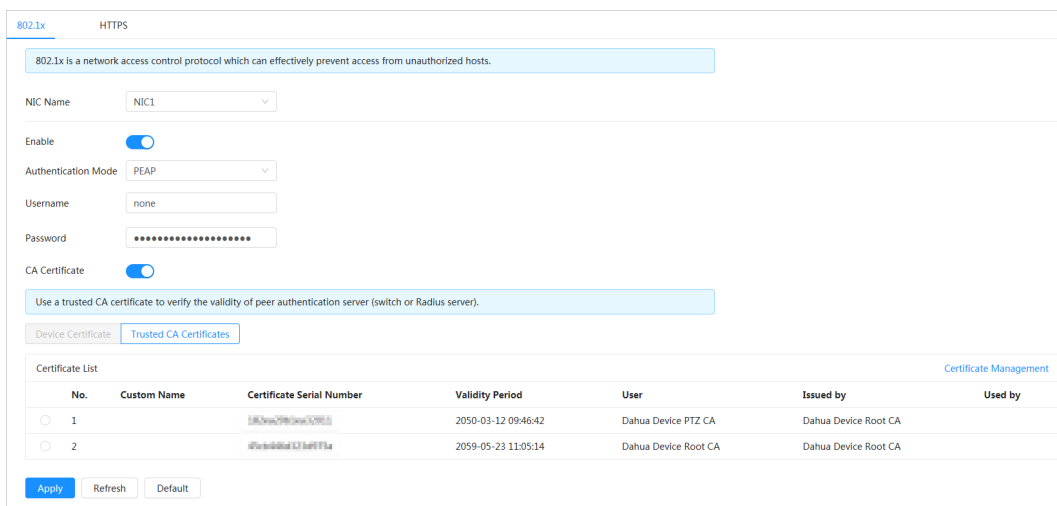 802.1x HTTPS
802.1x is a network access control protocol which can effectively prevent access from unauthorized hosts.
NIC Name NIC1
Enable
Authentication Mode PEAP
Username none
Password ••••••••••••••••••••
CA Certificate
Use a trusted CA certificate to verify the validity of peer authentication server (switch or Radius server).
Device Certificate Trusted CA Certificates
Certificate List Certificate Management
No. Custom Name Certificate Serial Number Validity Period User Issued by Used by
1 2050-03-12 09:46:42 Dahua Device PTZ CA Dahua Device Root CA
2 2059-05-23 11:05:14 Dahua Device Root CA Dahua Device Root CA
Apply Refresh Default